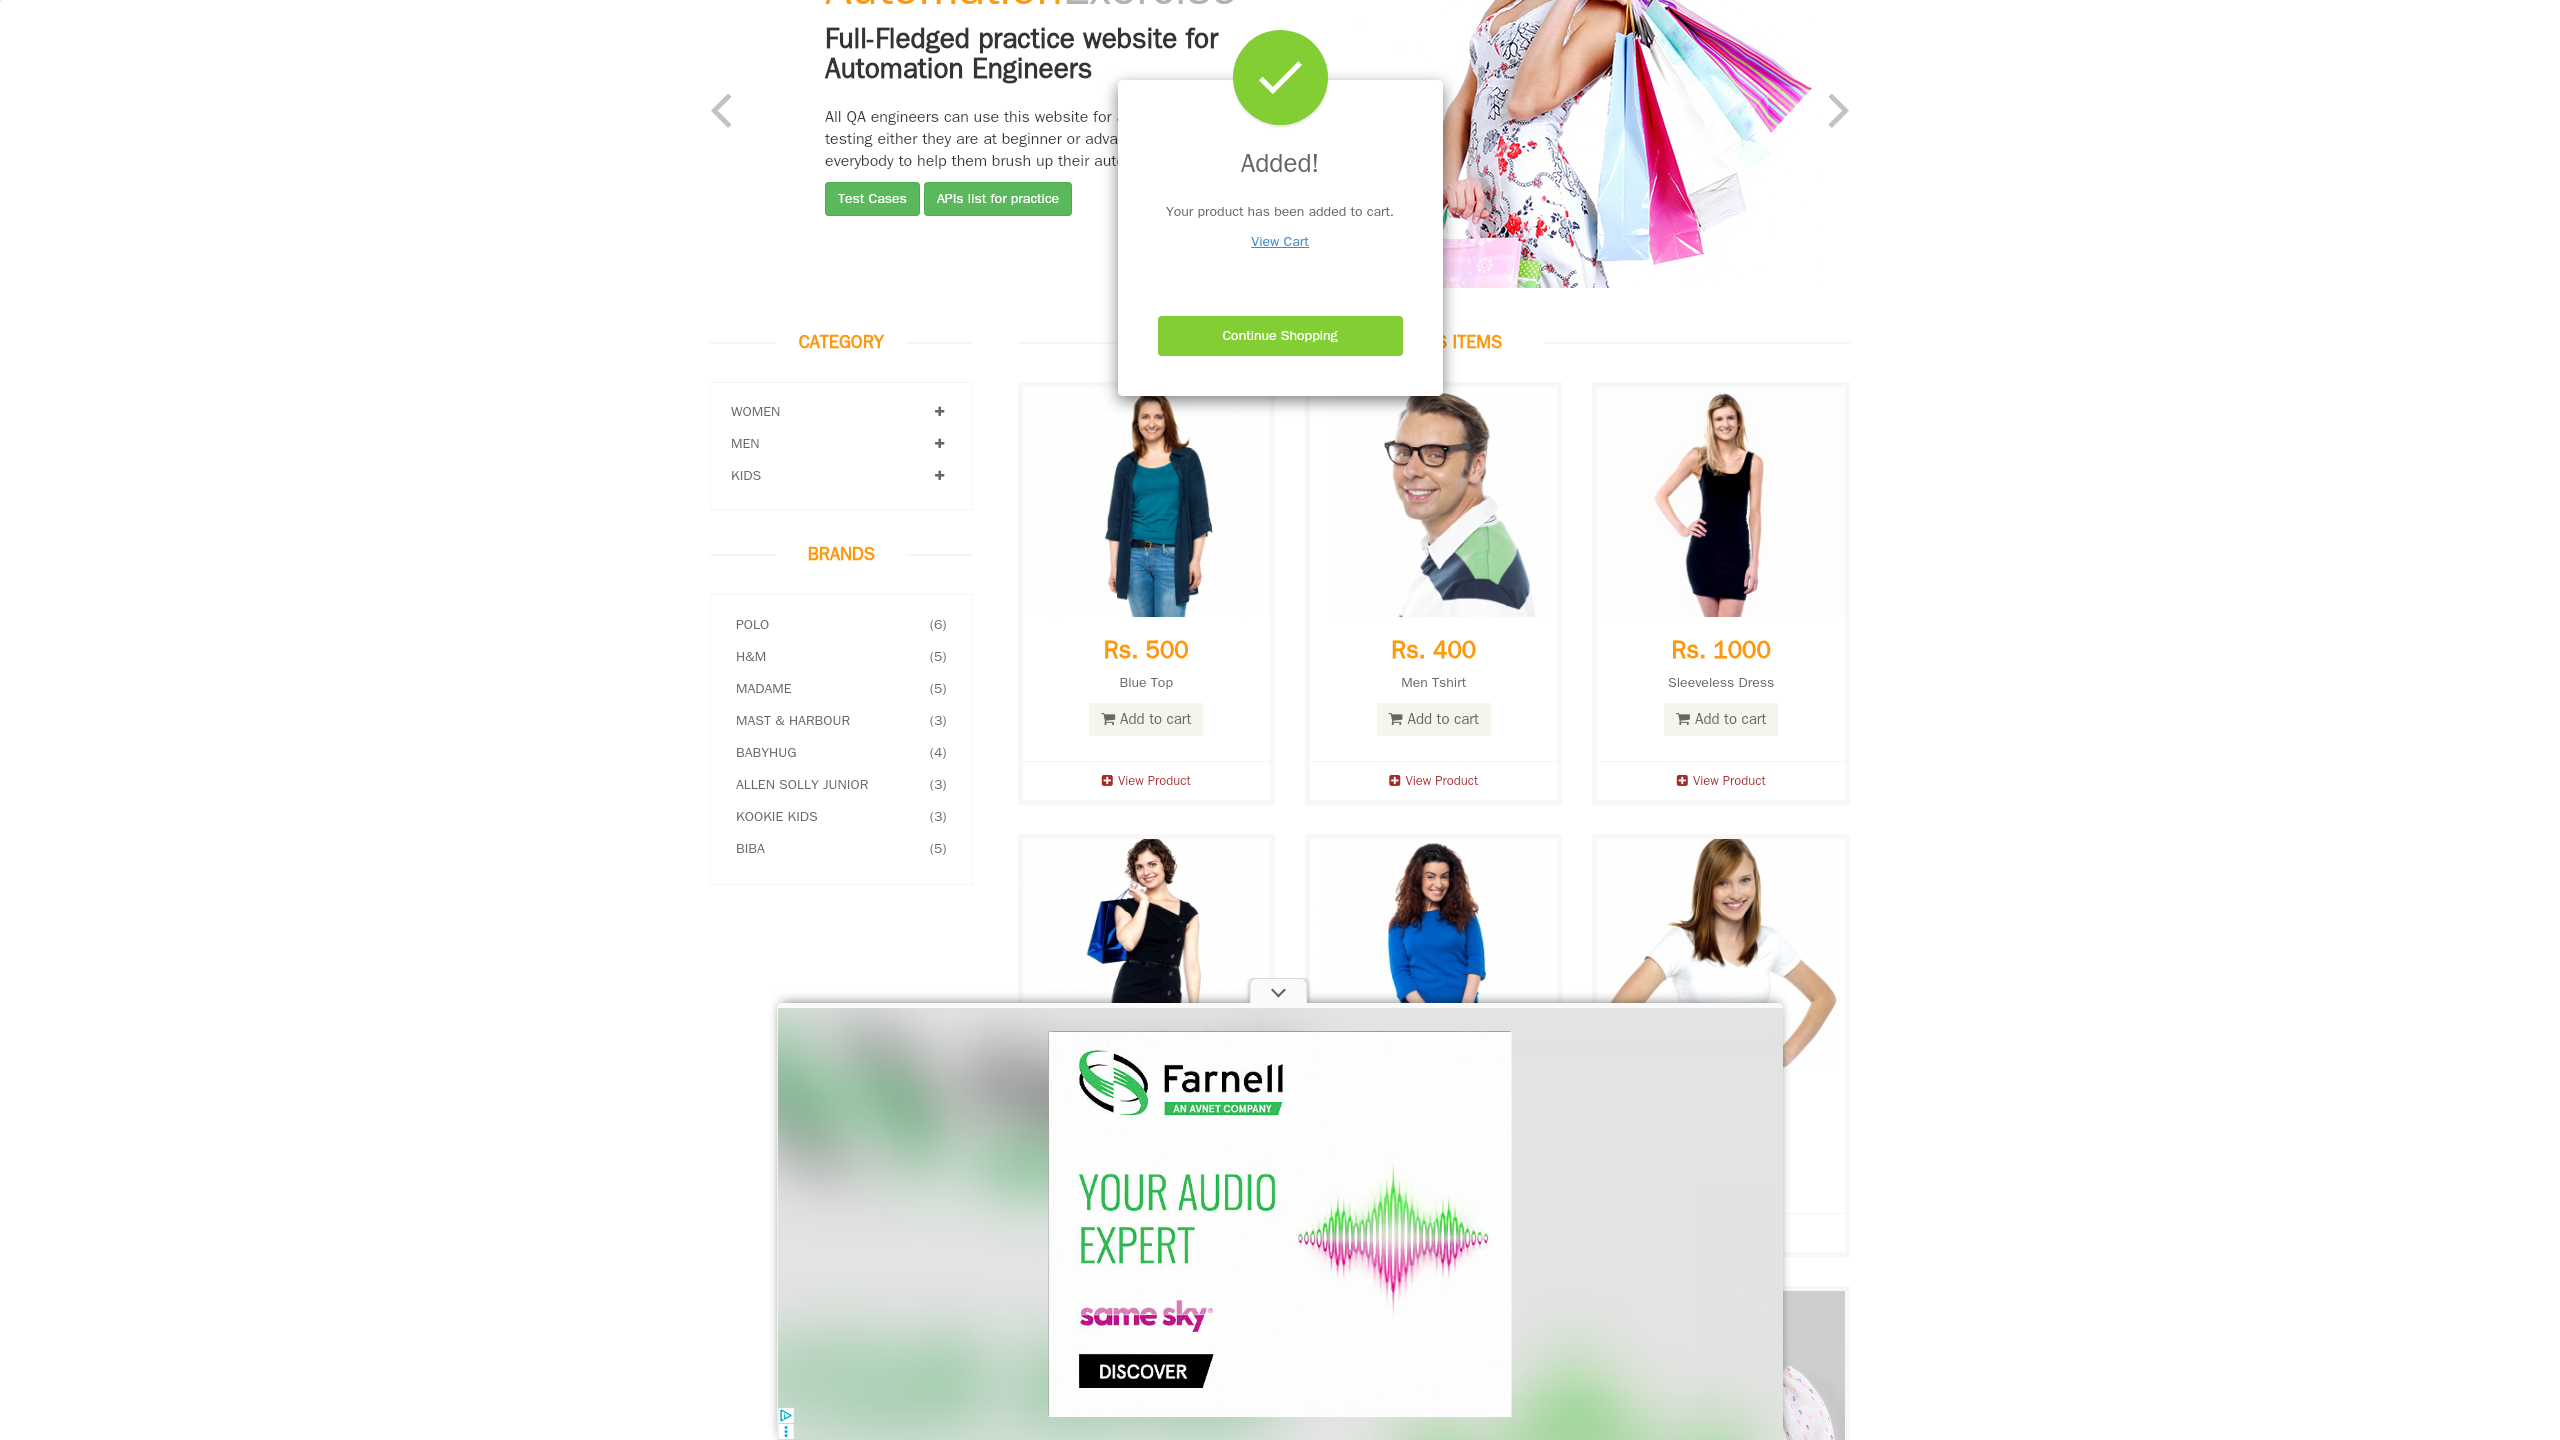 Full-Fledged practice website for
Automation Engineers
All QA engineers can use this website for
testing either they are at beginner or
everybody to help them brush up their
Test Cases
APIs list for practice
Added!
Your product has been added to cart.
View Cart
Continue Shopping
CATEGORY
WOMEN
MEN
KIDS
BRANDS
POLO (6)
H&M (5)
MADAME (5)
MAST & HARBOUR (3)
BABYHUG (4)
ALLEN SOLLY JUNIOR (3)
KOOKIE KIDS (3)
BIBA (5)
ITEMS
Rs. 500
Blue Top
Add to cart
View Product
Rs. 400
Men Tshirt
Add to cart
View Product
Rs. 1000
Sleeveless Dress
Add to cart
View Product
Farnell
AN AVNET COMPANY
YOUR AUDIO
EXPERT
same sky
DISCOVER